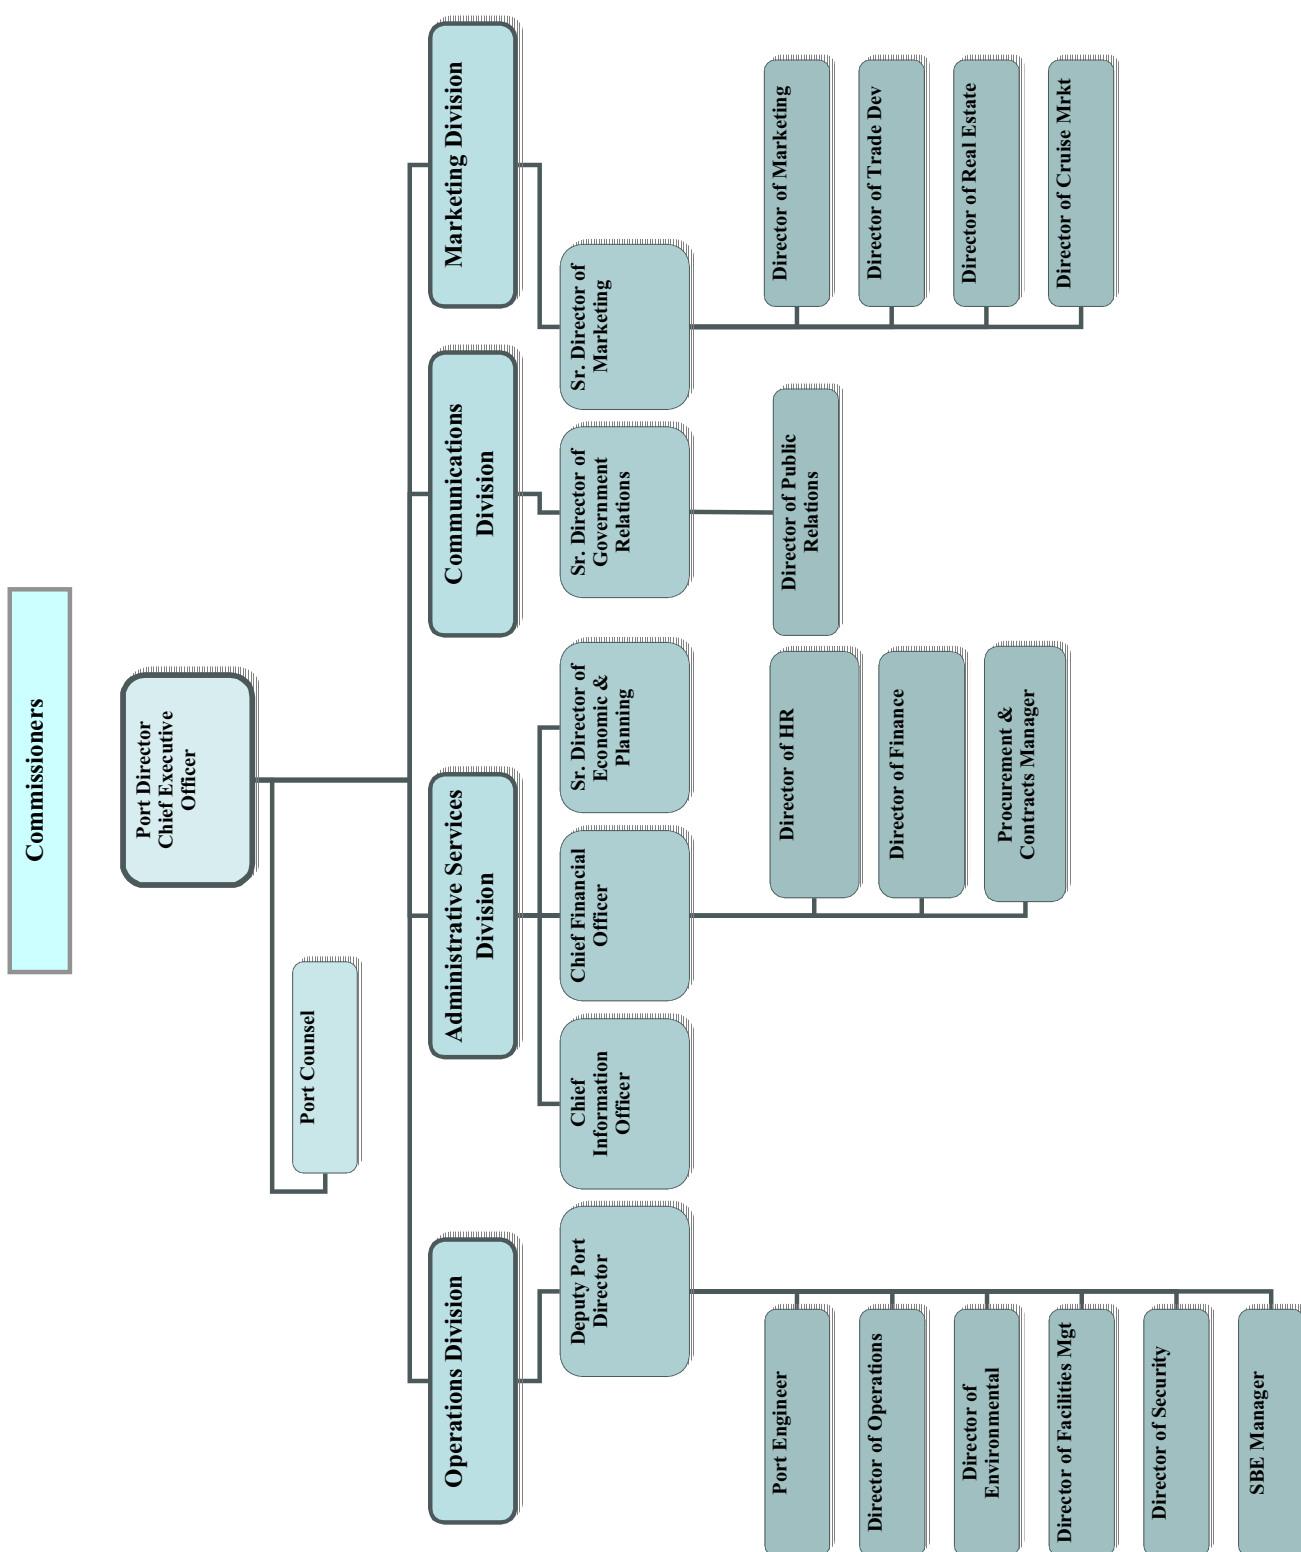 Commissioners
Port Director
Chief Executive
Officer
Port Counsel
Operations Division
Administrative Services
Division
Communications
Division
Marketing Division
Deputy Port
Director
Chief
Information
Officer
Chief Financial
Officer
Sr. Director of
Economic &
Planning
Sr. Director of
Government
Relations
Sr. Director of
Marketing
Port Engineer
Director of Operations
Director of
Environmental
Director of Facilities Mgt
Director of Security
SBE Manager
Director of HR
Director of Finance
Procurement &
Contracts Manager
Director of Public
Relations
Director of Marketing
Director of Trade Dev
Director of Real Estate
Director of Cruise Mrkt